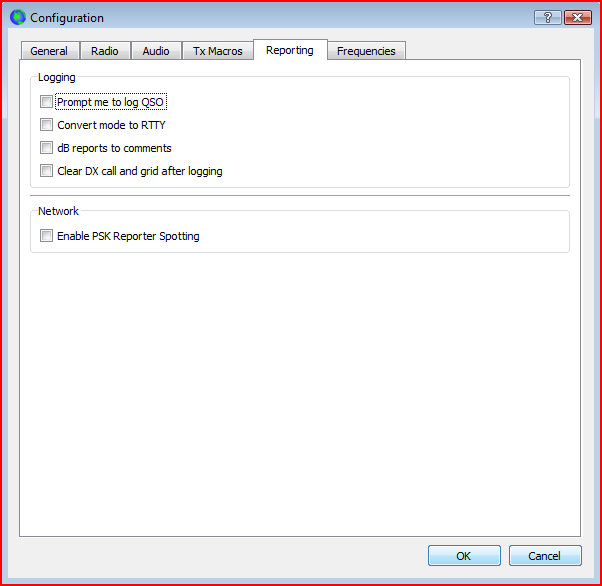 Configuration
General Radio Audio Tx Macros Reporting Frequencies
Logging
Prompt me to log QSO
Convert mode to RTTY
dB reports to comments
Clear DX call and grid after logging
Network
Enable PSK Reporter Spotting
OK Cancel